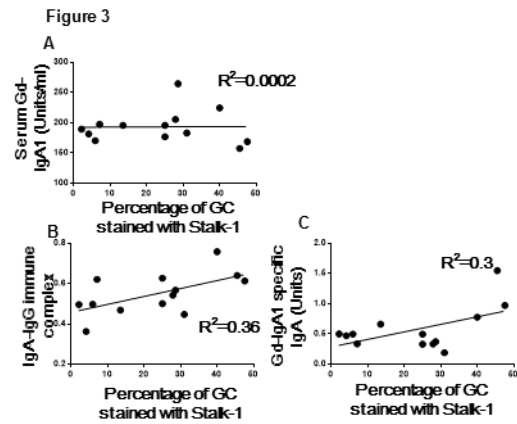 Figure 3
A
Serum Gd-
IgA1 (Units/ml)
300
250
200
150
100
R²=0.0002
0 10 20 30 40 50 60
Percentage of GC
stained with Stalk-1
B
IgA-IgG immune
complex
0.8
0.6
0.4
0.2
R²=0.36
0 10 20 30 40 50 60
Percentage of GC
stained with Stalk-1
C
Gd-IgA1 specific
IgA (Units)
2.0
1.5
1.0
0.5
0.0
R²=0.3
0 10 20 30 40 50 60
Percentage of GC
stained with Stalk-1